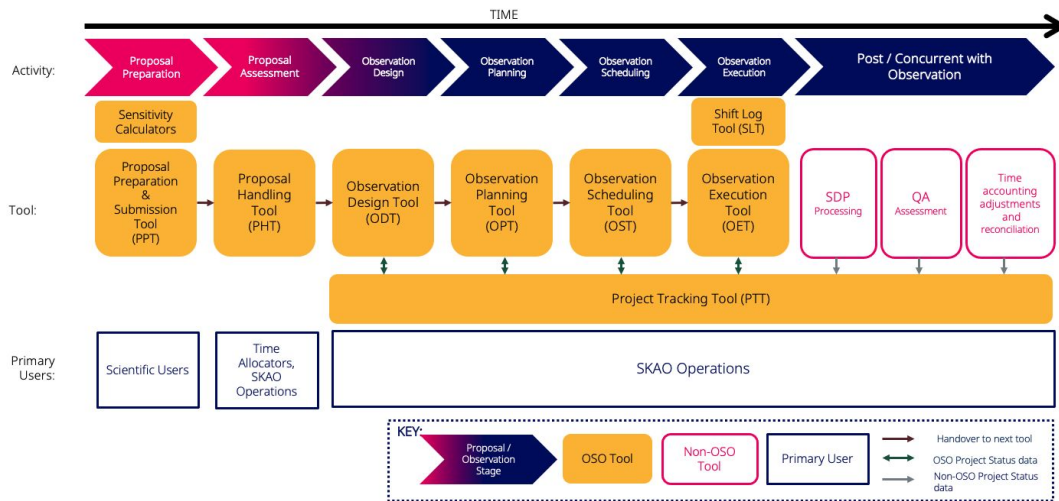 TIME
Activity:
Proposal
Preparation
Proposal
Assessment
Observation
Design
Observation
Planning
Observation
Scheduling
Observation
Execution
Post / Concurrent with
Observation
Sensitivity
Calculators
Shift Log
Tool (SLT)
Tool:
Proposal
Preparation
&
Submission
Tool
(PPT)
Proposal
Handling
Tool
(PHT)
Observation
Design Tool
(ODT)
Observation
Planning
Tool
(OPT)
Observation
Scheduling
Tool
(OST)
Observation
Execution
Tool
(OET)
SDP
Processing
QA
Assessment
Time
accounting
adjustments
and
reconciliation
Project Tracking Tool (PTT)
Primary
Users:
Scientific Users
Time
Allocators,
SKAO
Operations
SKAO Operations
KEY:
Proposal /
Observation
Stage
OSO Tool
Non-OSO
Tool
Primary User
Handover to next tool
OSO Project Status data
Non-OSO Project Status
data